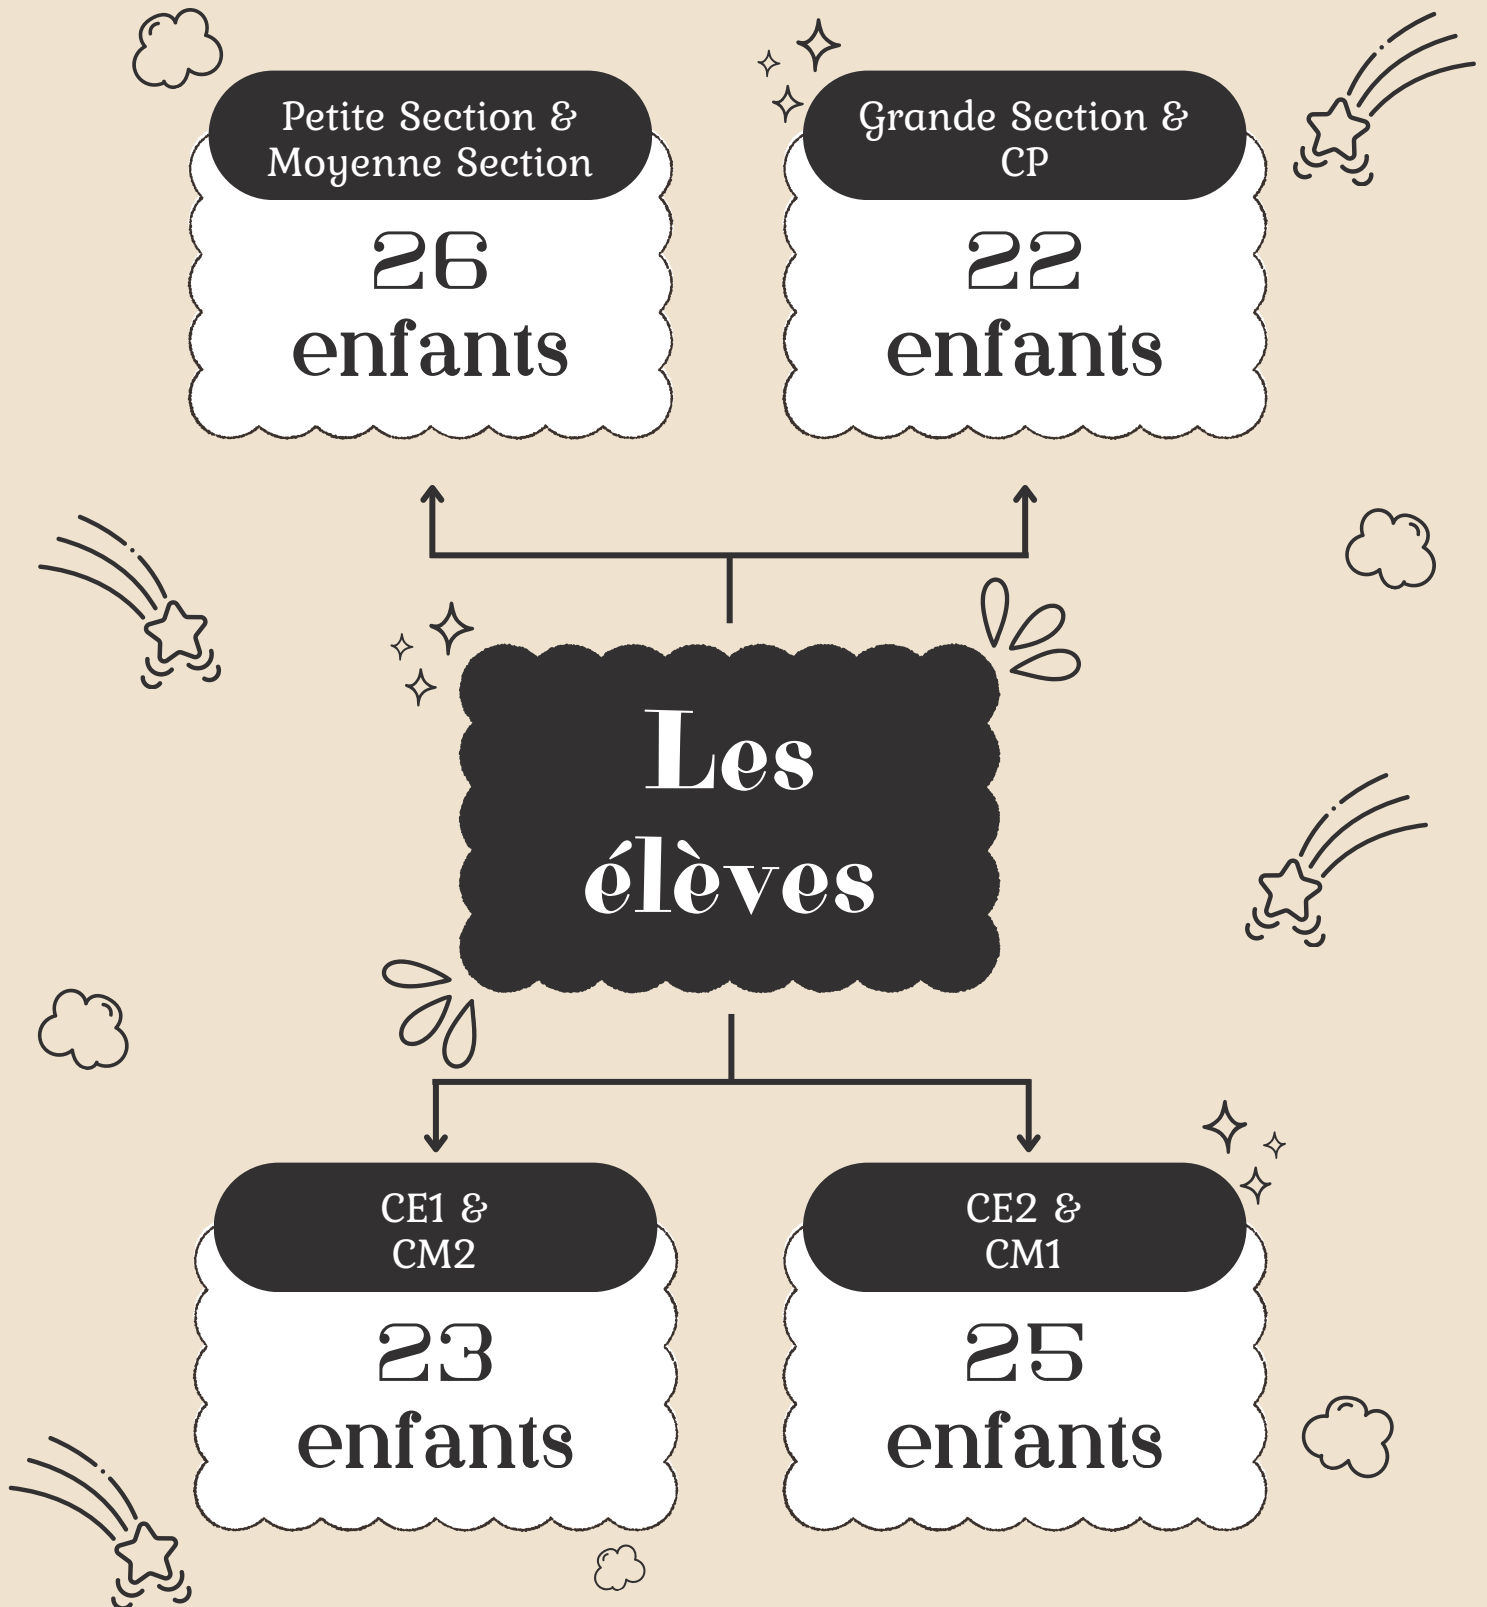 Petite Section &
Moyenne Section
26
enfants
Grande Section &
CP
22
enfants
Les
élèves
CE1 &
CM2
23
enfants
CE2 &
CM1
25
enfants